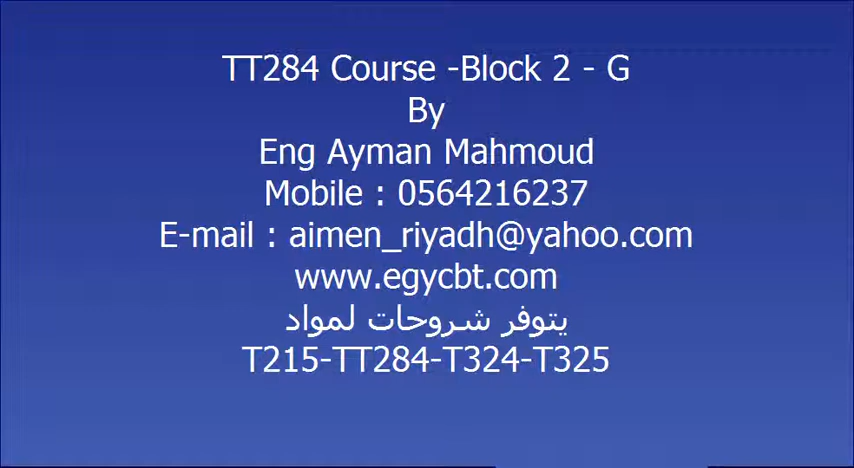 TT284 Course -Block 2 - G
By
Eng Ayman Mahmoud
Mobile : 0564216237
E-mail : aimen_riyadh@yahoo.com
www.egycbt.com
يتوفر شروحات لمواد
T215-TT284-T324-T325